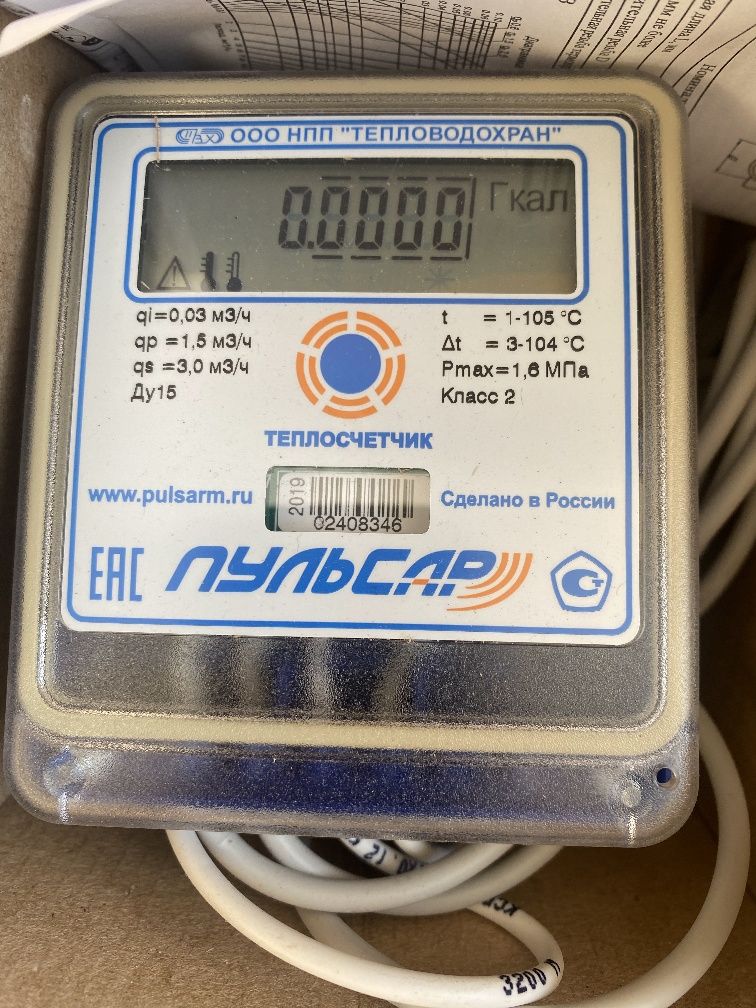 ООО НПП "ТЕПЛОВОДОХРАН"
0.0000 Гкал
qi=0,03 м3/ч
qp=1,5 м3/ч
qs=3,0 м3/ч
Ду15
t = 1-105 °С
Δt = 3-104 °С
Pmax=1,6 МПа
Класс 2
ТЕПЛОСЧЕТЧИК
www.pulsarm.ru
2019
02408346
Сделано в России
ЕАС
ПУЛЬСАР
3200